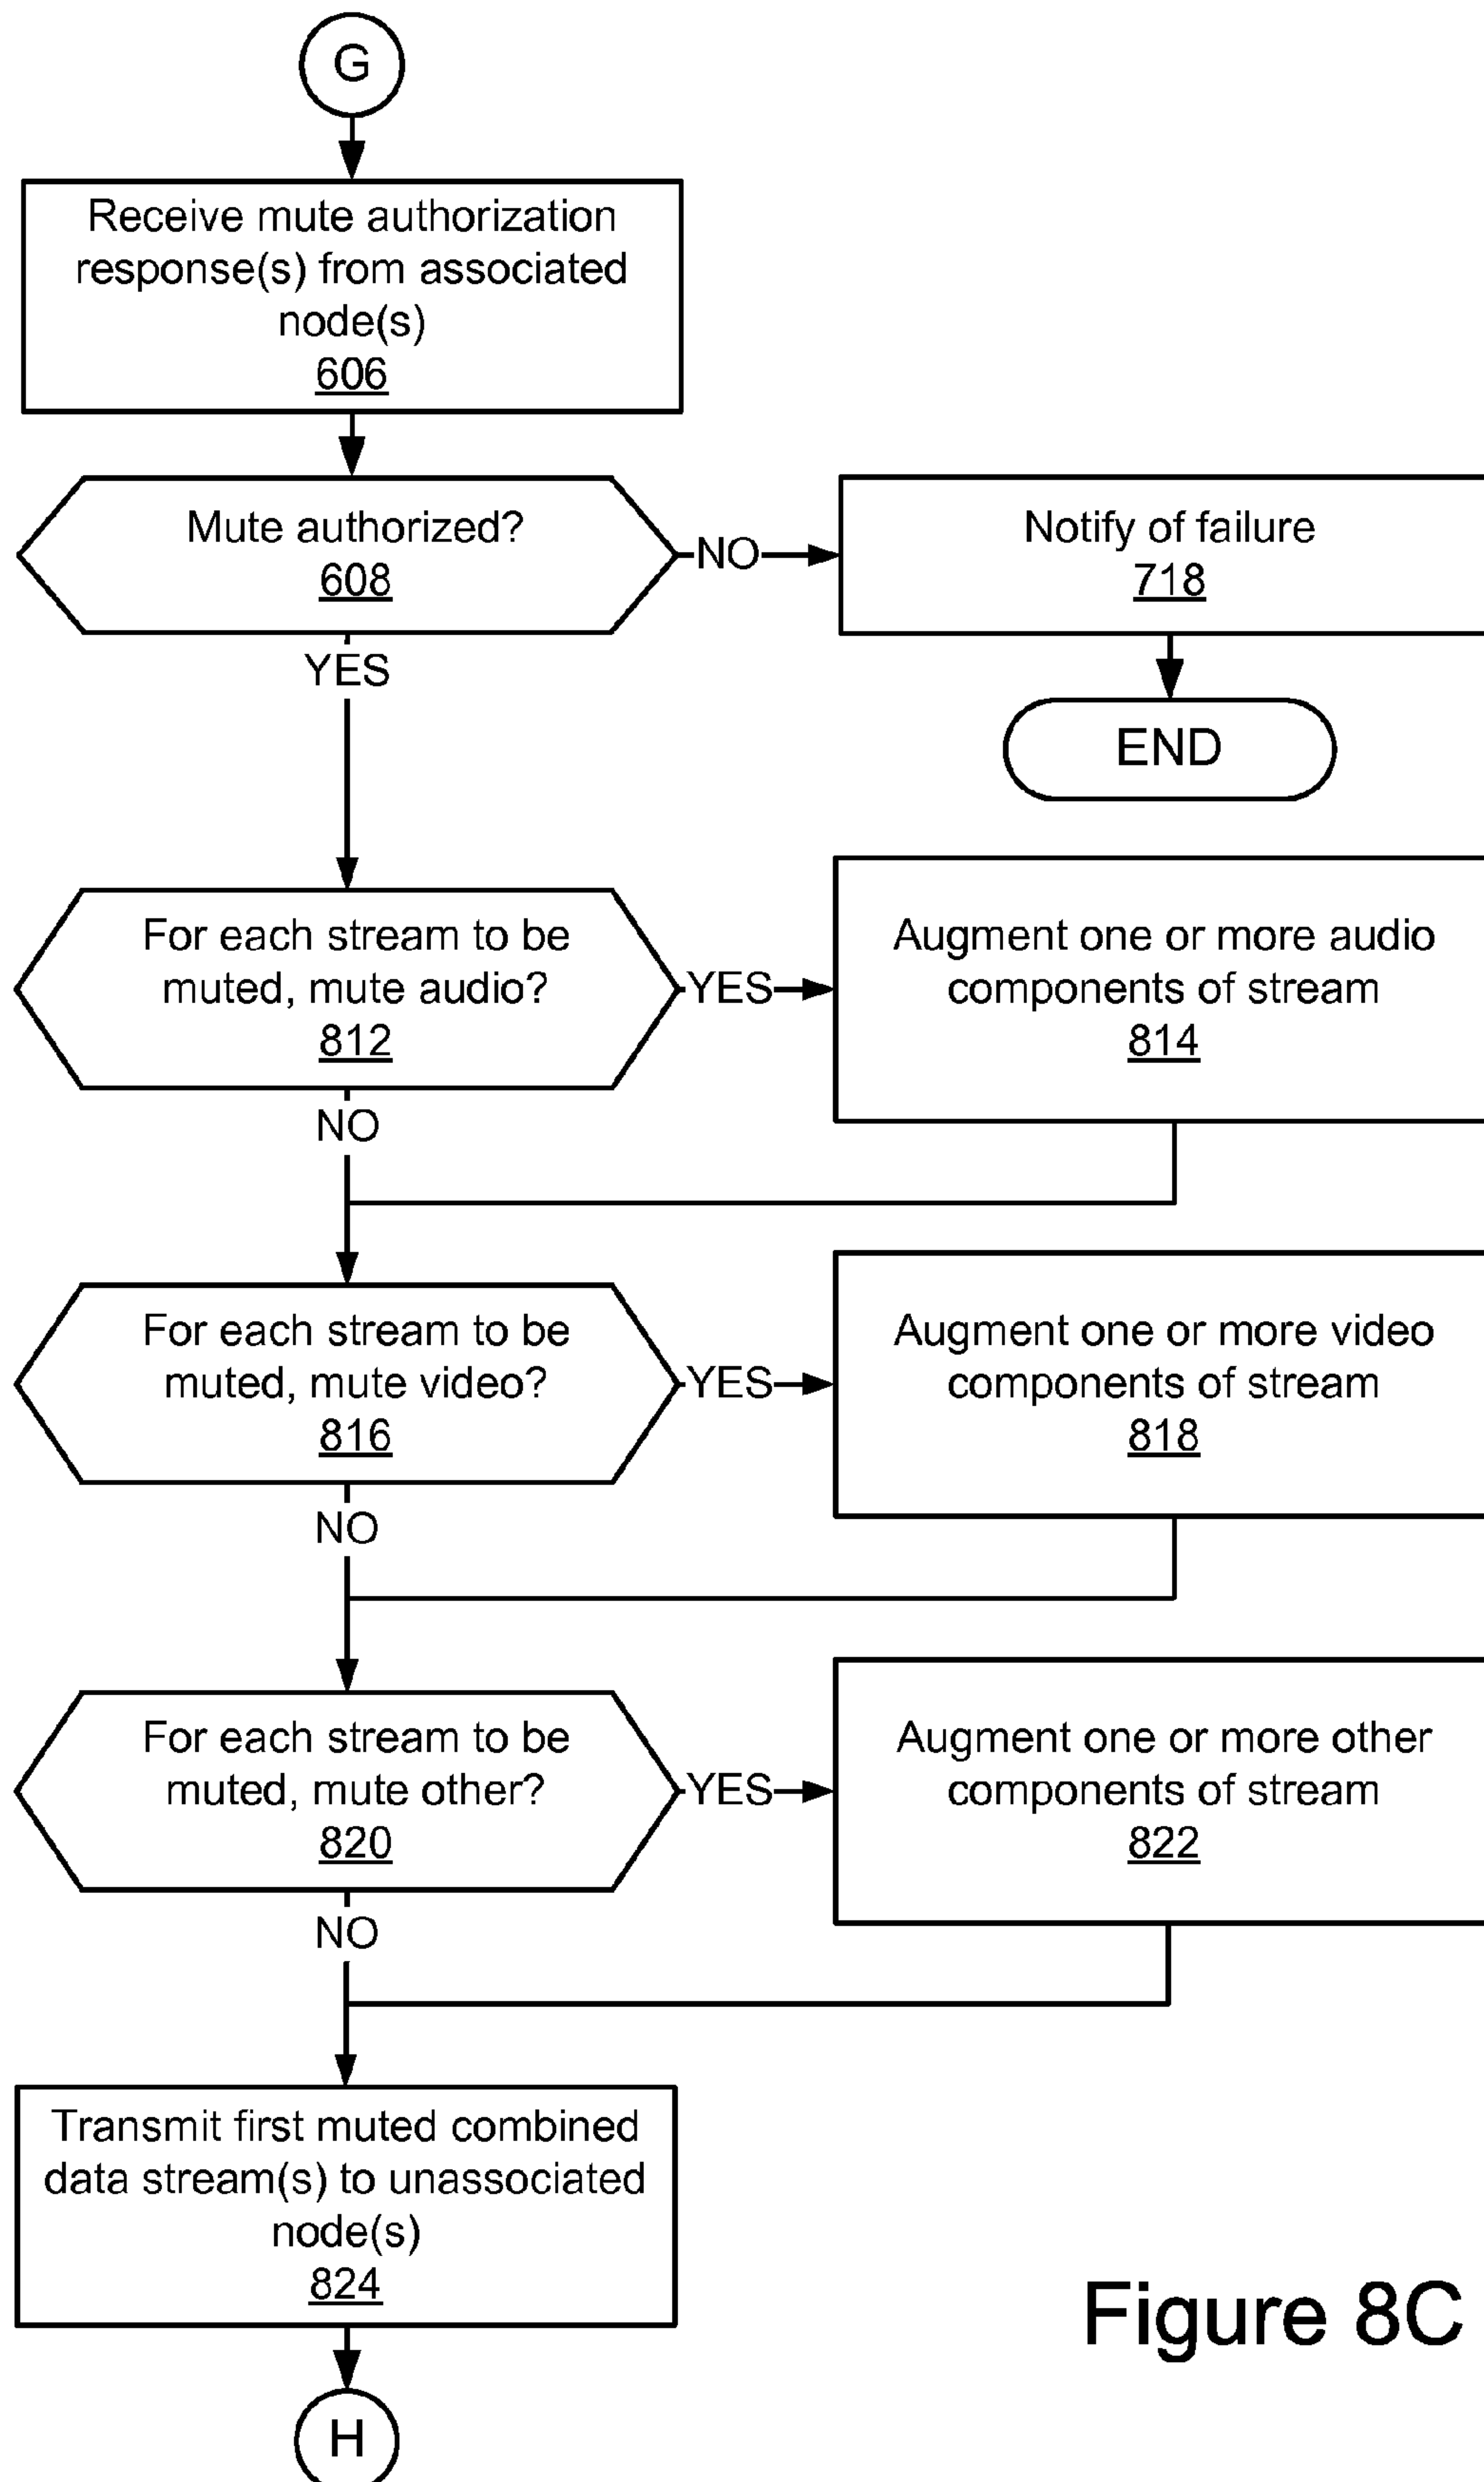 G
Receive mute authorization
response(s) from associated
node(s)
606
Mute authorized?
608
NO
Notify of failure
718
YES
END
For each stream to be
muted, mute audio?
812
YES
Augment one or more audio
components of stream
814
NO
For each stream to be
muted, mute video?
816
YES
Augment one or more video
components of stream
818
NO
For each stream to be
muted, mute other?
820
YES
Augment one or more other
components of stream
822
NO
Transmit first muted combined
data stream(s) to unassociated
node(s)
824
H
Figure 8C